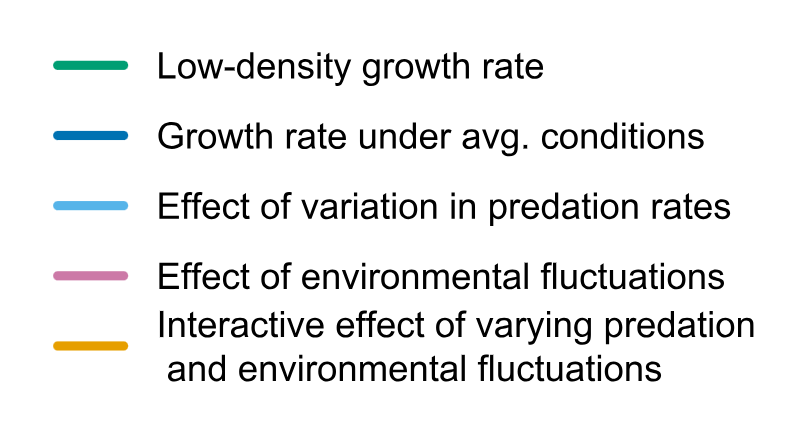 Low-density growth rate
Growth rate under avg. conditions
Effect of variation in predation rates
Effect of environmental fluctuations
Interactive effect of varying predation
and environmental fluctuations